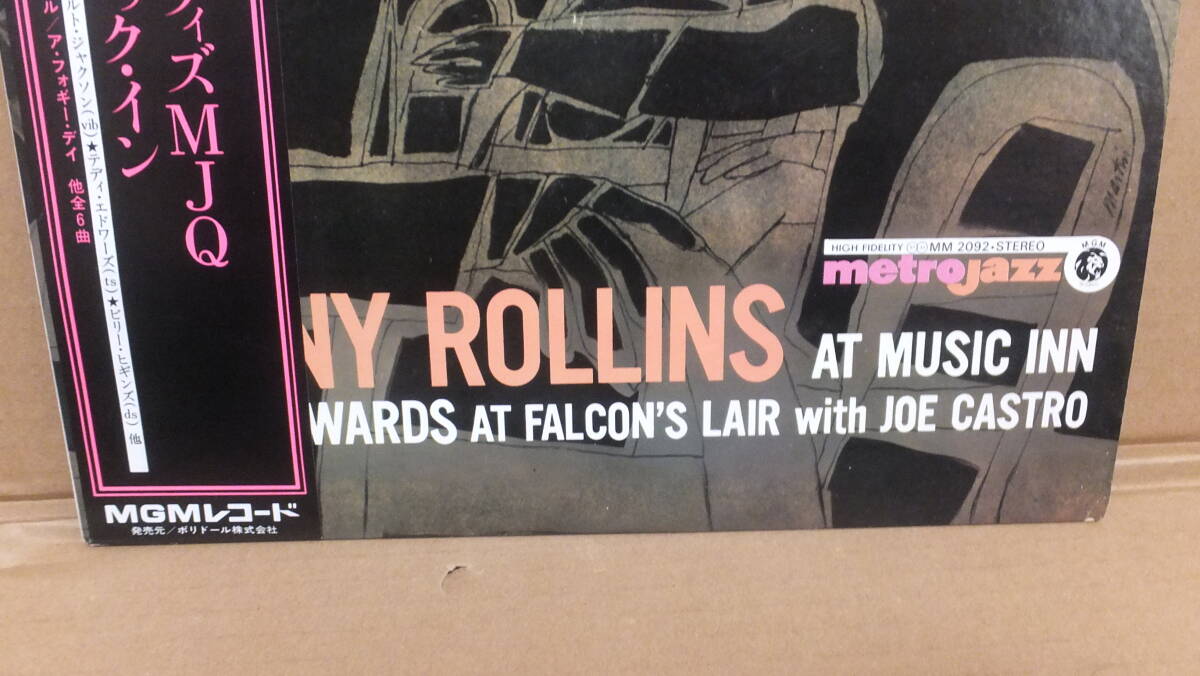 ィズMJQ
ック・イン
ルト・ジャクソン(vib)★テディ・エドワーズ(ts)★ビリー・ヒギンズ(ds) 他
ル/ア・フォギー・デイ 他全6曲
MGMレコード
発売元/ポリドール株式会社
HIGH FIDELITY MM 2092・STEREO
metrojazz
MGM
NY ROLLINS AT MUSIC INN
WARDS AT FALCON'S LAIR with JOE CASTRO